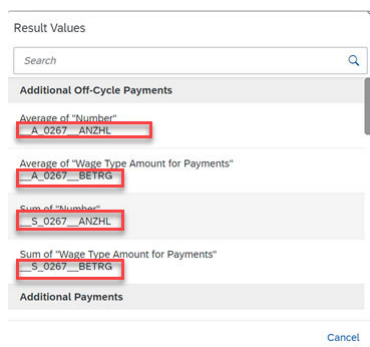 Result Values
Search
Additional Off-Cycle Payments
Average of "Number"
__A_0267__ANZHL
Average of "Wage Type Amount for Payments"
__A_0267__BETRG
Sum of "Number"
__S_0267__ANZHL
Sum of "Wage Type Amount for Payments"
__S_0267__BETRG
Additional Payments
Cancel